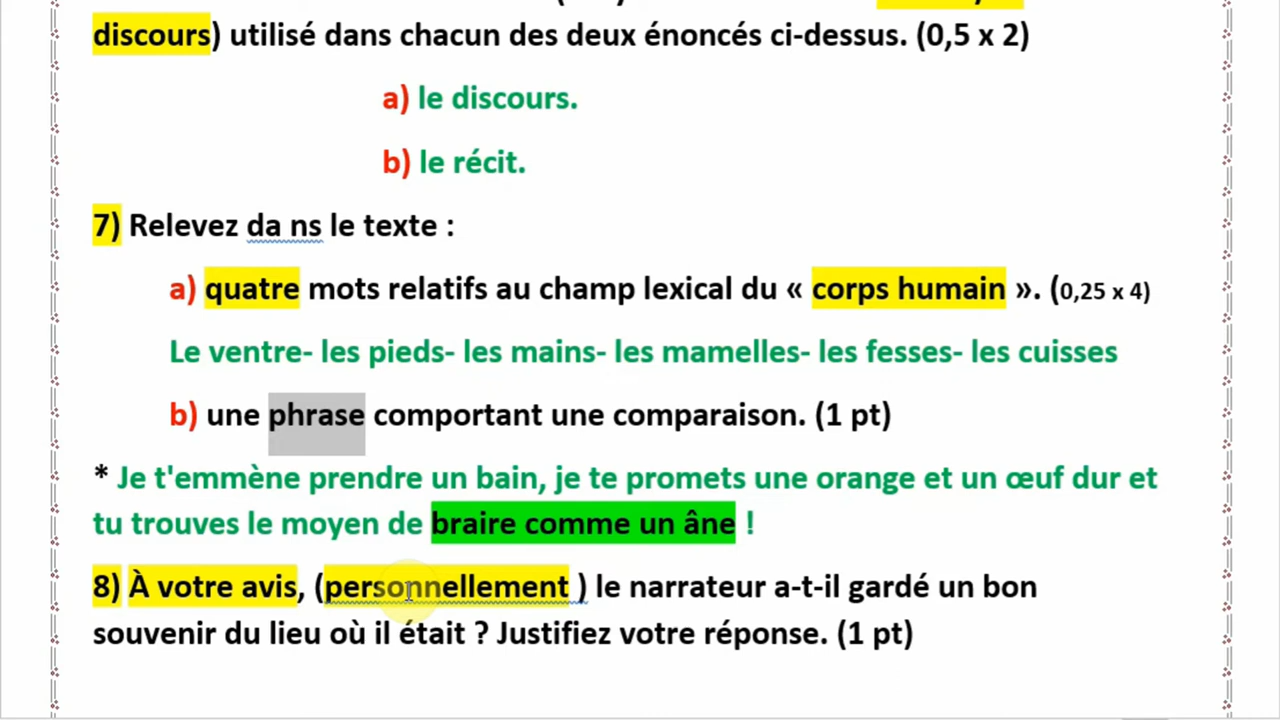 discours) utilisé dans chacun des deux énoncés ci-dessus. (0,5 x 2)
a) le discours.
b) le récit.
7) Relevez da ns le texte :
a) quatre mots relatifs au champ lexical du « corps humain ». (0,25 x 4)
Le ventre- les pieds- les mains- les mamelles- les fesses- les cuisses
b) une phrase comportant une comparaison. (1 pt)
* Je t'emmène prendre un bain, je te promets une orange et un œuf dur et
tu trouves le moyen de braire comme un âne !
8) À votre avis, (personnellement ) le narrateur a-t-il gardé un bon
souvenir du lieu où il était ? Justifiez votre réponse. (1 pt)